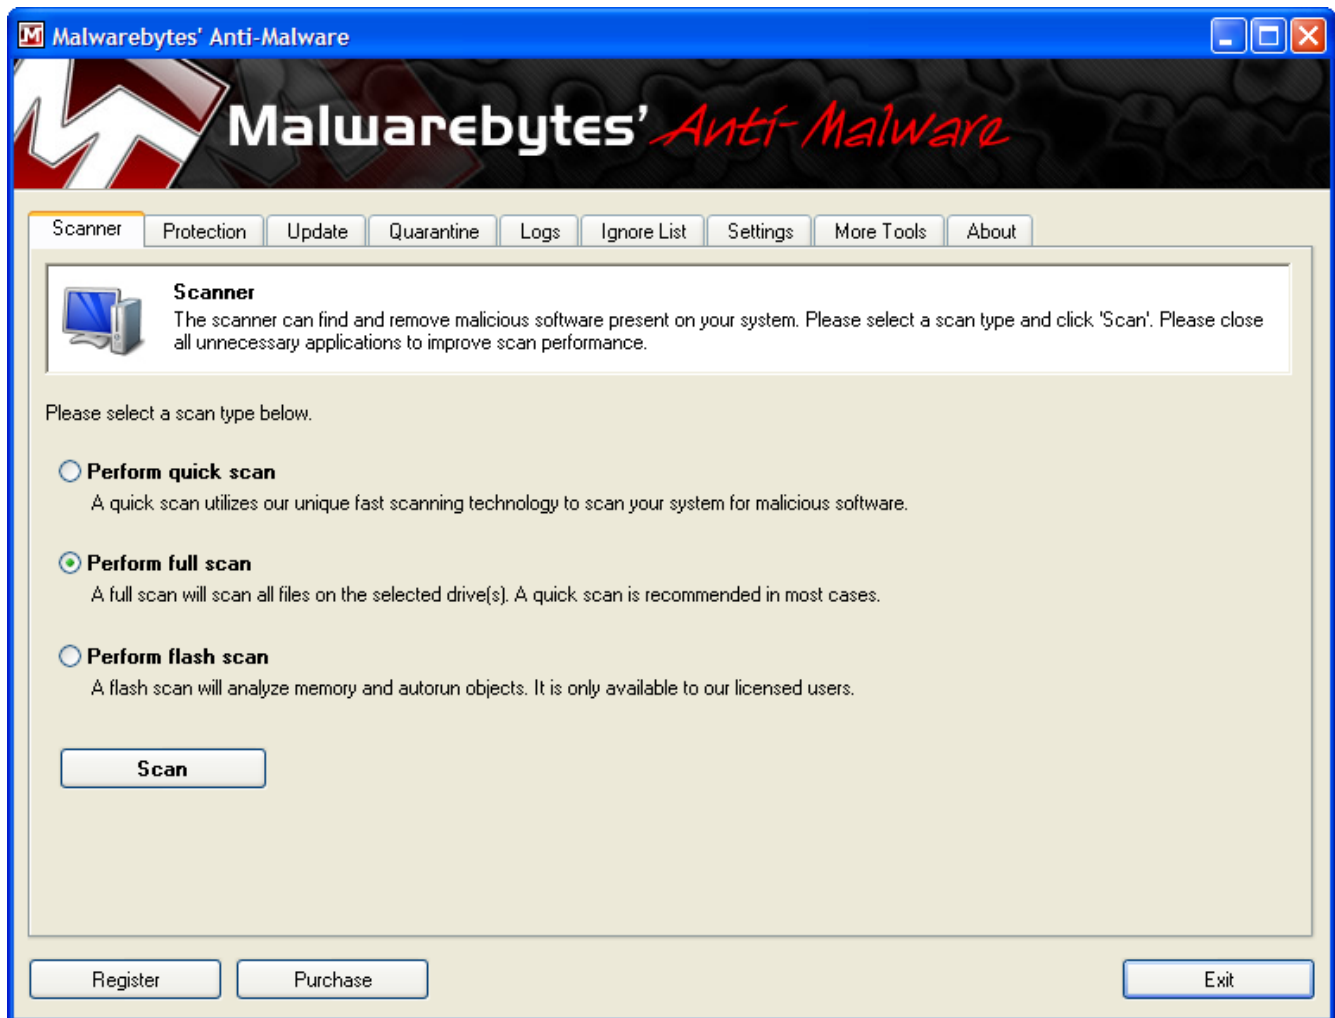 Malwarebytes' Anti-Malware
Malwarebytes' Anti-Malware
Scanner Protection Update Quarantine Logs Ignore List Settings More Tools About
Scanner
The scanner can find and remove malicious software present on your system. Please select a scan type and click 'Scan'. Please close
all unnecessary applications to improve scan performance.
Please select a scan type below.
Perform quick scan
A quick scan utilizes our unique fast scanning technology to scan your system for malicious software.
Perform full scan
A full scan will scan all files on the selected drive(s). A quick scan is recommended in most cases.
Perform flash scan
A flash scan will analyze memory and autorun objects. It is only available to our licensed users.
Scan
Register Purchase Exit